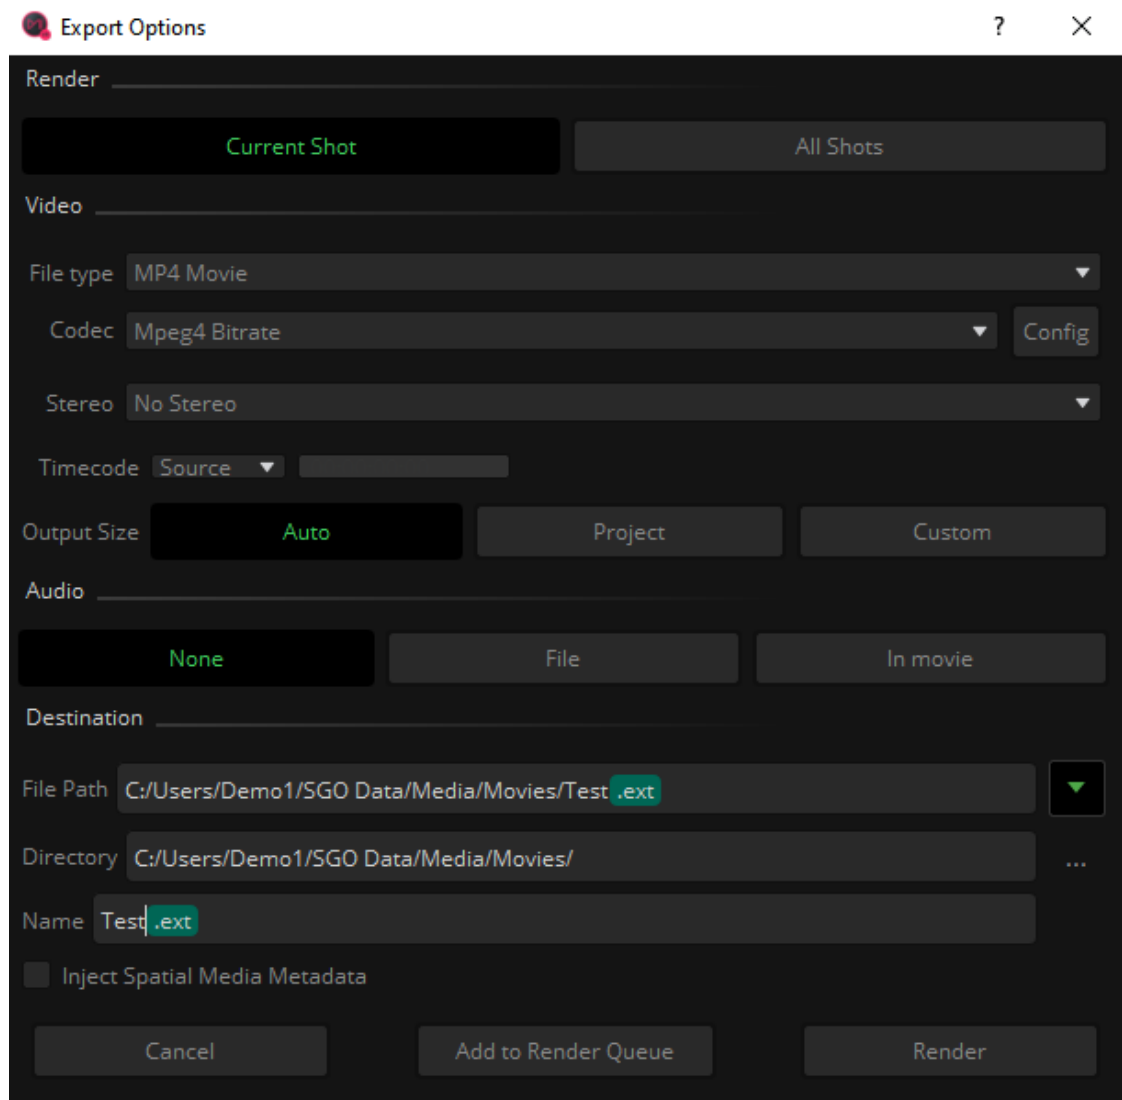 Export Options ?
Render
Current Shot All Shots
Video
File type MP4 Movie
Codec Mpeg4 Bitrate Config
Stereo No Stereo
Timecode Source
Output Size Auto Project Custom
Audio
None File In movie
Destination
File Path C:/Users/Demo1/SGO Data/Media/Movies/Test .ext
Directory C:/Users/Demo1/SGO Data/Media/Movies/ ...
Name Test .ext
Inject Spatial Media Metadata
Cancel Add to Render Queue Render